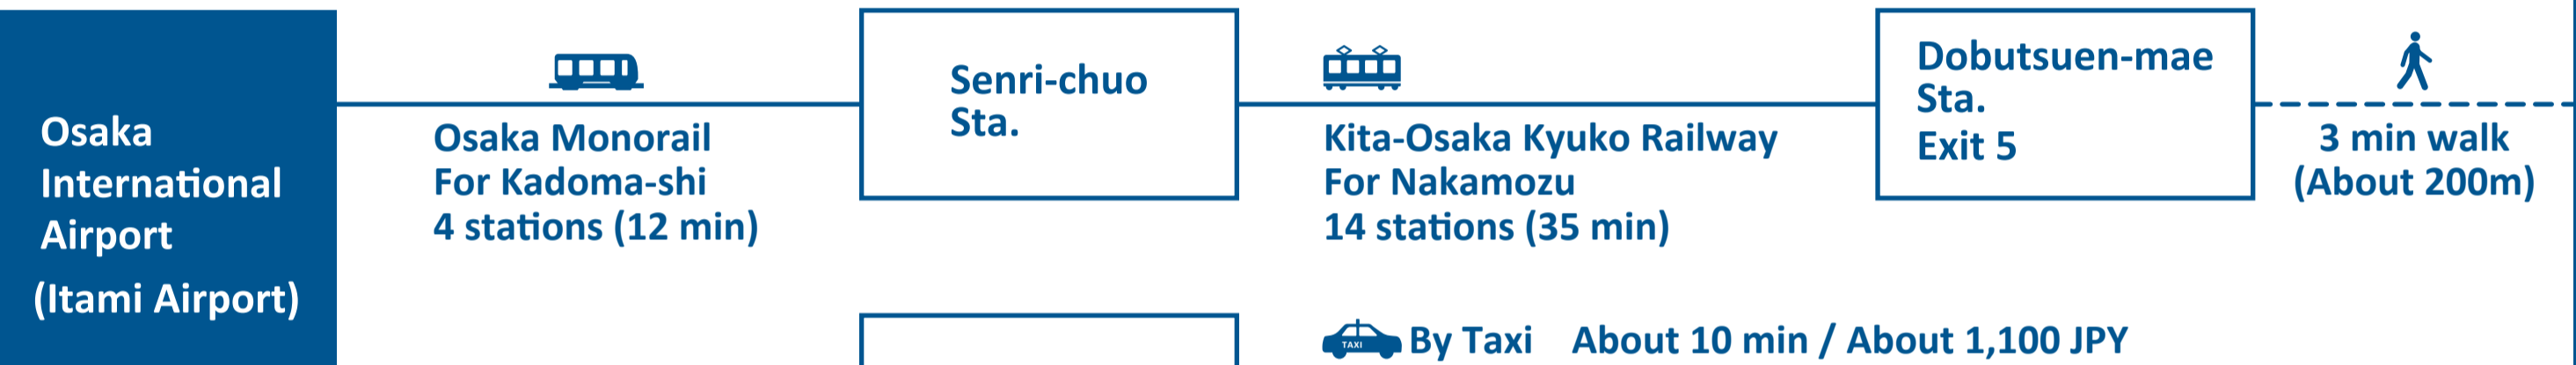 Osaka
International
Airport
(Itami Airport)
Osaka Monorail
For Kadoma-shi
4 stations (12 min)
Senri-chuo
Sta.
Kita-Osaka Kyuko Railway
For Nakamozu
14 stations (35 min)
Dobutsuen-mae
Sta.
Exit 5
3 min walk
(About 200m)
TAXI
By Taxi About 10 min / About 1,100 JPY